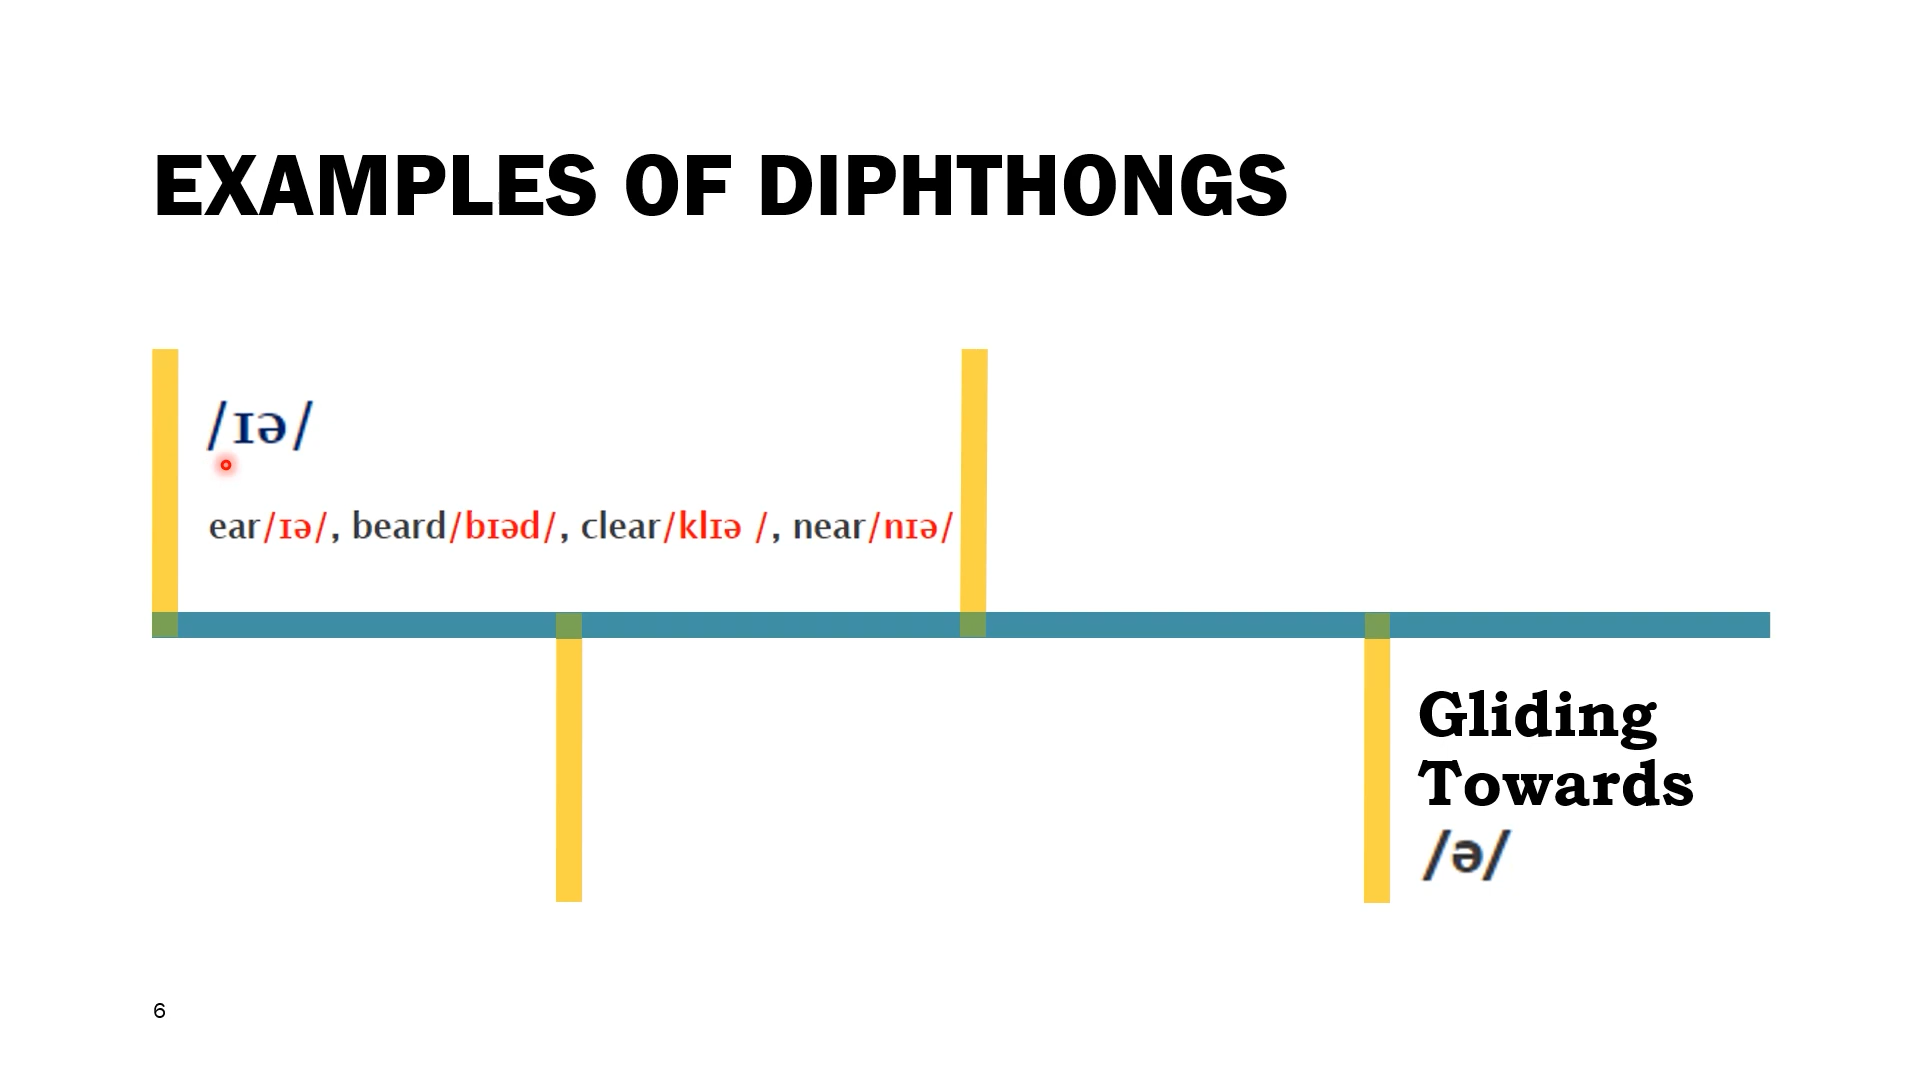 EXAMPLES OF DIPHTHONGS
/ɪə/
ear/ɪə/, beard/bɪəd/, clear/klɪə /, near/nɪə/
Gliding
Towards
/ə/
6